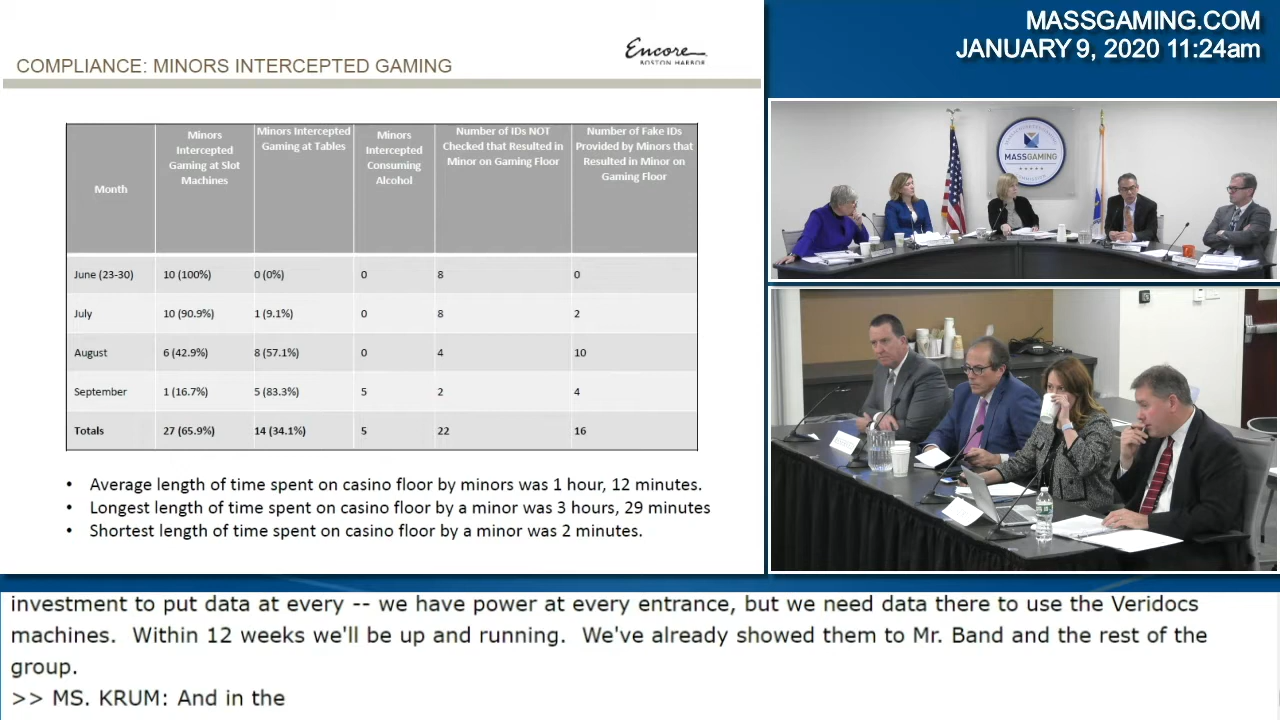 COMPLIANCE: MINORS INTERCEPTED GAMING
Encore
BOSTON HARBOR
Month
Minors
Intercepted
Gaming at Slot
Machines
Minors Intercepted
Gaming at Tables
Minors
Intercepted
Consuming
Alcohol
Number of IDs NOT
Checked that Resulted in
Minor on Gaming Floor
Number of Fake IDs
Provided by Minors that
Resulted in Minor on
Gaming Floor
June (23-30) 10 (100%) 0 (0%) 0 8 0
July 10 (90.9%) 1 (9.1%) 0 8 2
August 6 (42.9%) 8 (57.1%) 0 4 10
September 1 (16.7%) 5 (83.3%) 5 2 4
Totals 27 (65.9%) 14 (34.1%) 5 22 16
• Average length of time spent on casino floor by minors was 1 hour, 12 minutes.
• Longest length of time spent on casino floor by a minor was 3 hours, 29 minutes
• Shortest length of time spent on casino floor by a minor was 2 minutes.
MASSGAMING.COM
JANUARY 9, 2020 11:24am
MASSGAMING
investment to put data at every -- we have power at every entrance, but we need data there to use the Veridocs
machines.  Within 12 weeks we'll be up and running.  We've already showed them to Mr. Band and the rest of the
group.
>> MS. KRUM: And in the